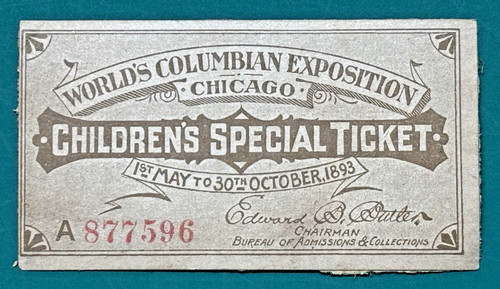 WORLD'S COLUMBIAN EXPOSITION
CHICAGO
CHILDREN'S SPECIAL TICKET
1ST MAY TO 30TH OCTOBER, 1893
Edward B. Butler
CHAIRMAN
BUREAU OF ADMISSIONS & COLLECTIONS
A 877596